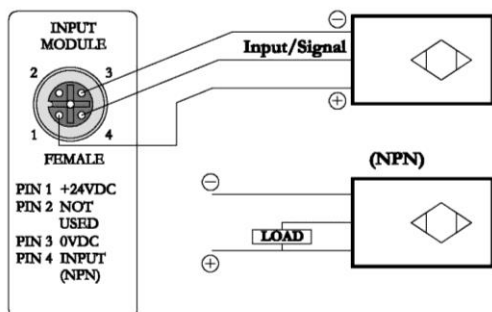 INPUT
MODULE
2 3
1 4
FEMALE
PIN 1 +24VDC
PIN 2 NOT
USED
PIN 3 0VDC
PIN 4 INPUT
(NPN)
−
Input/Signal
+
(NPN)
−
LOAD
+